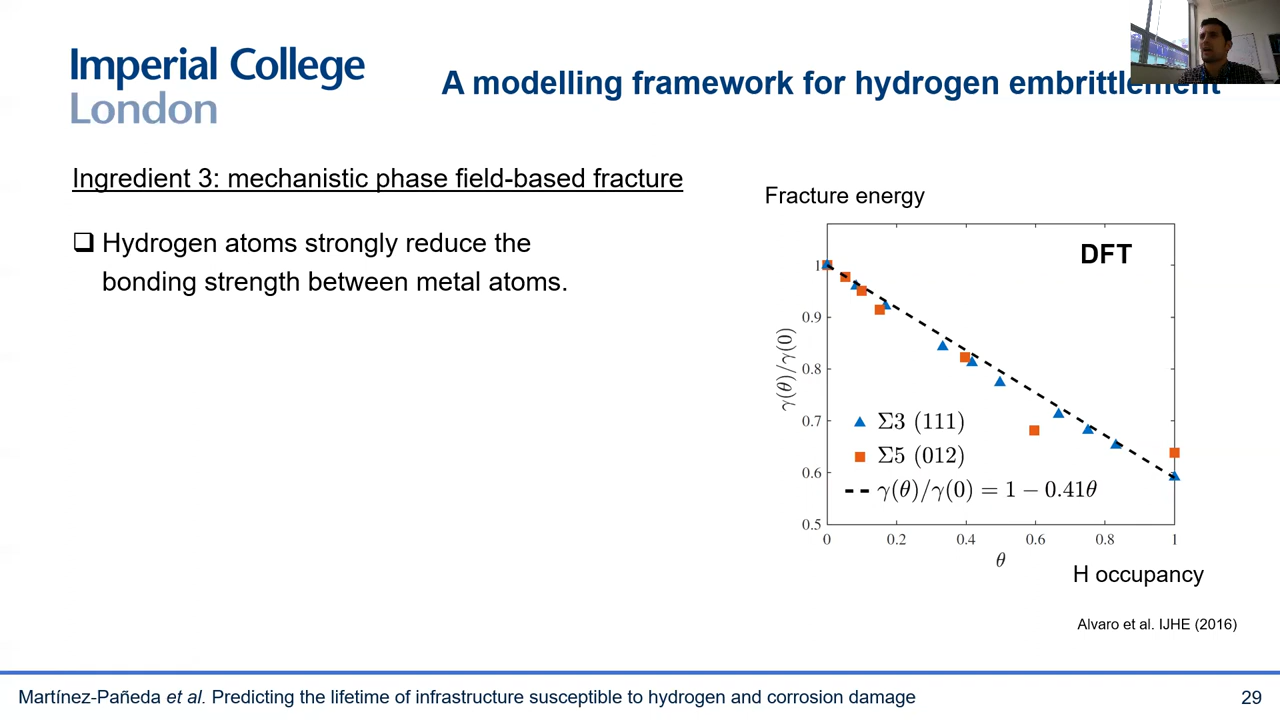 Imperial College
London
A modelling framework for hydrogen embrittlement
Ingredient 3: mechanistic phase field-based fracture
❑ Hydrogen atoms strongly reduce the
bonding strength between metal atoms.
Fracture energy
DFT
1
0.9
0.8
0.7
0.6
0.5
γ(θ)/γ(0)
Σ3 (111)
Σ5 (012)
γ(θ)/γ(0) = 1 − 0.41θ
0 0.2 0.4 0.6 0.8 1
θ
H occupancy
Alvaro et al. IJHE (2016)
Martínez-Pañeda et al. Predicting the lifetime of infrastructure susceptible to hydrogen and corrosion damage
29